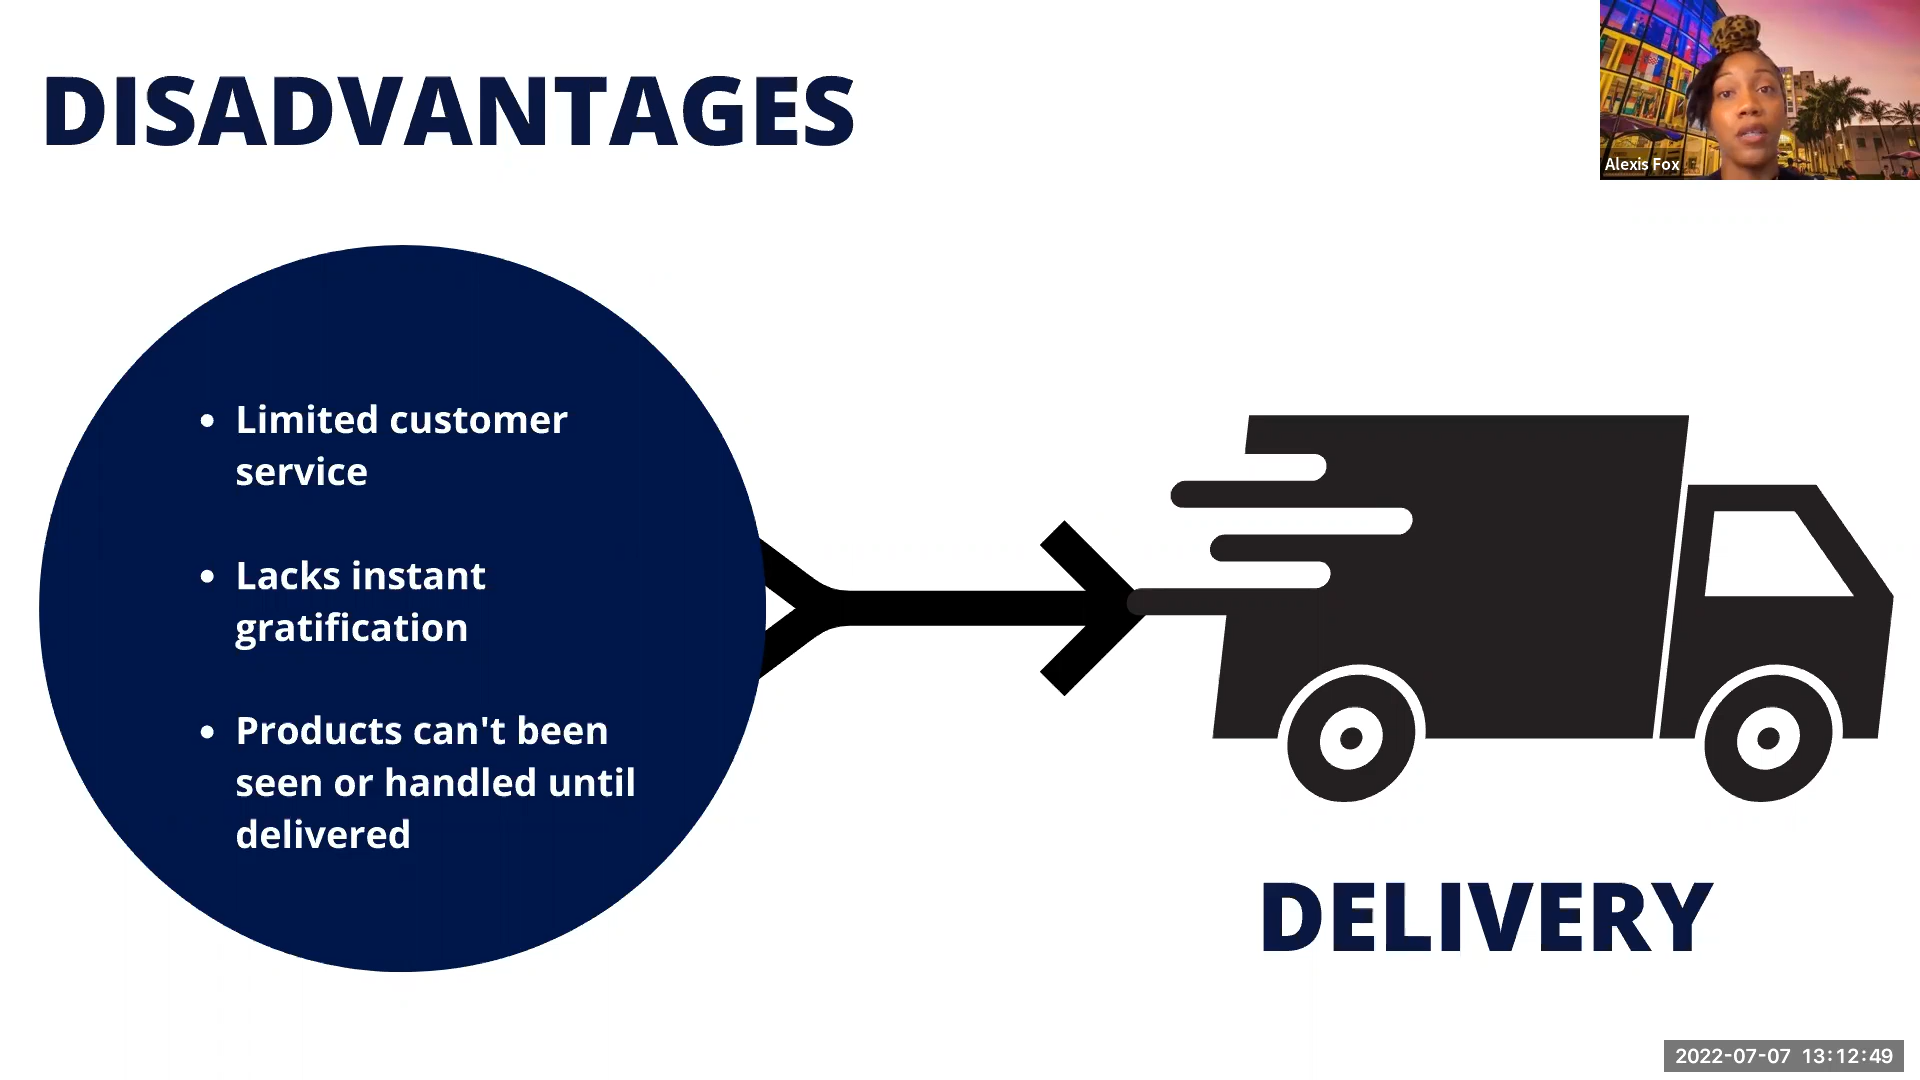 DISADVANTAGES
Alexis Fox
• Limited customer
service
• Lacks instant
gratification
• Products can't been
seen or handled until
delivered
DELIVERY
2022-07-07 13:12:49